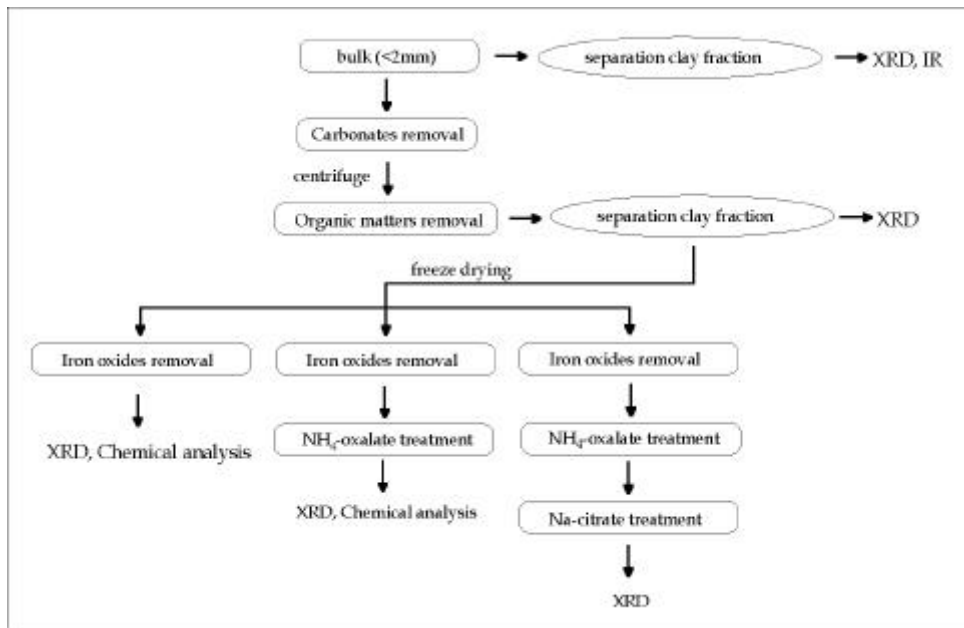 bulk (<2mm)
separation clay fraction
XRD, IR
Carbonates removal
centrifuge
Organic matters removal
separation clay fraction
XRD
freeze drying
Iron oxides removal
Iron oxides removal
Iron oxides removal
XRD, Chemical analysis
NH₄-oxalate treatment
NH₄-oxalate treatment
XRD, Chemical analysis
Na-citrate treatment
XRD